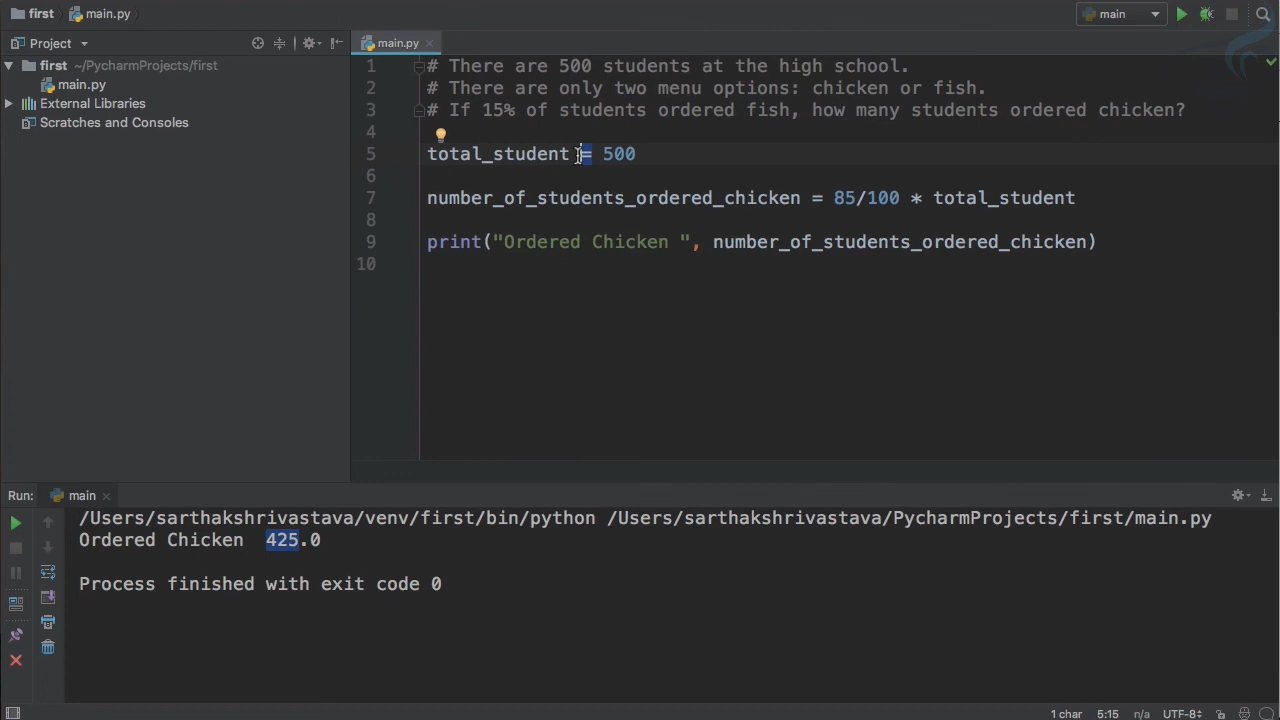 first main.py
main
Project
main.py
first ~/PycharmProjects/first
main.py
External Libraries
Scratches and Consoles
1 # There are 500 students at the high school.
2 # There are only two menu options: chicken or fish.
3 # If 15% of students ordered fish, how many students ordered chicken?
4
5 total_student = 500
6
7 number_of_students_ordered_chicken = 85/100 * total_student
8
9 print("Ordered Chicken ", number_of_students_ordered_chicken)
10
Run: main
/Users/sarthakshrivastava/venv/first/bin/python /Users/sarthakshrivastava/PycharmProjects/first/main.py
Ordered Chicken  425.0
Process finished with exit code 0
1 char 5:15 n/a UTF-8